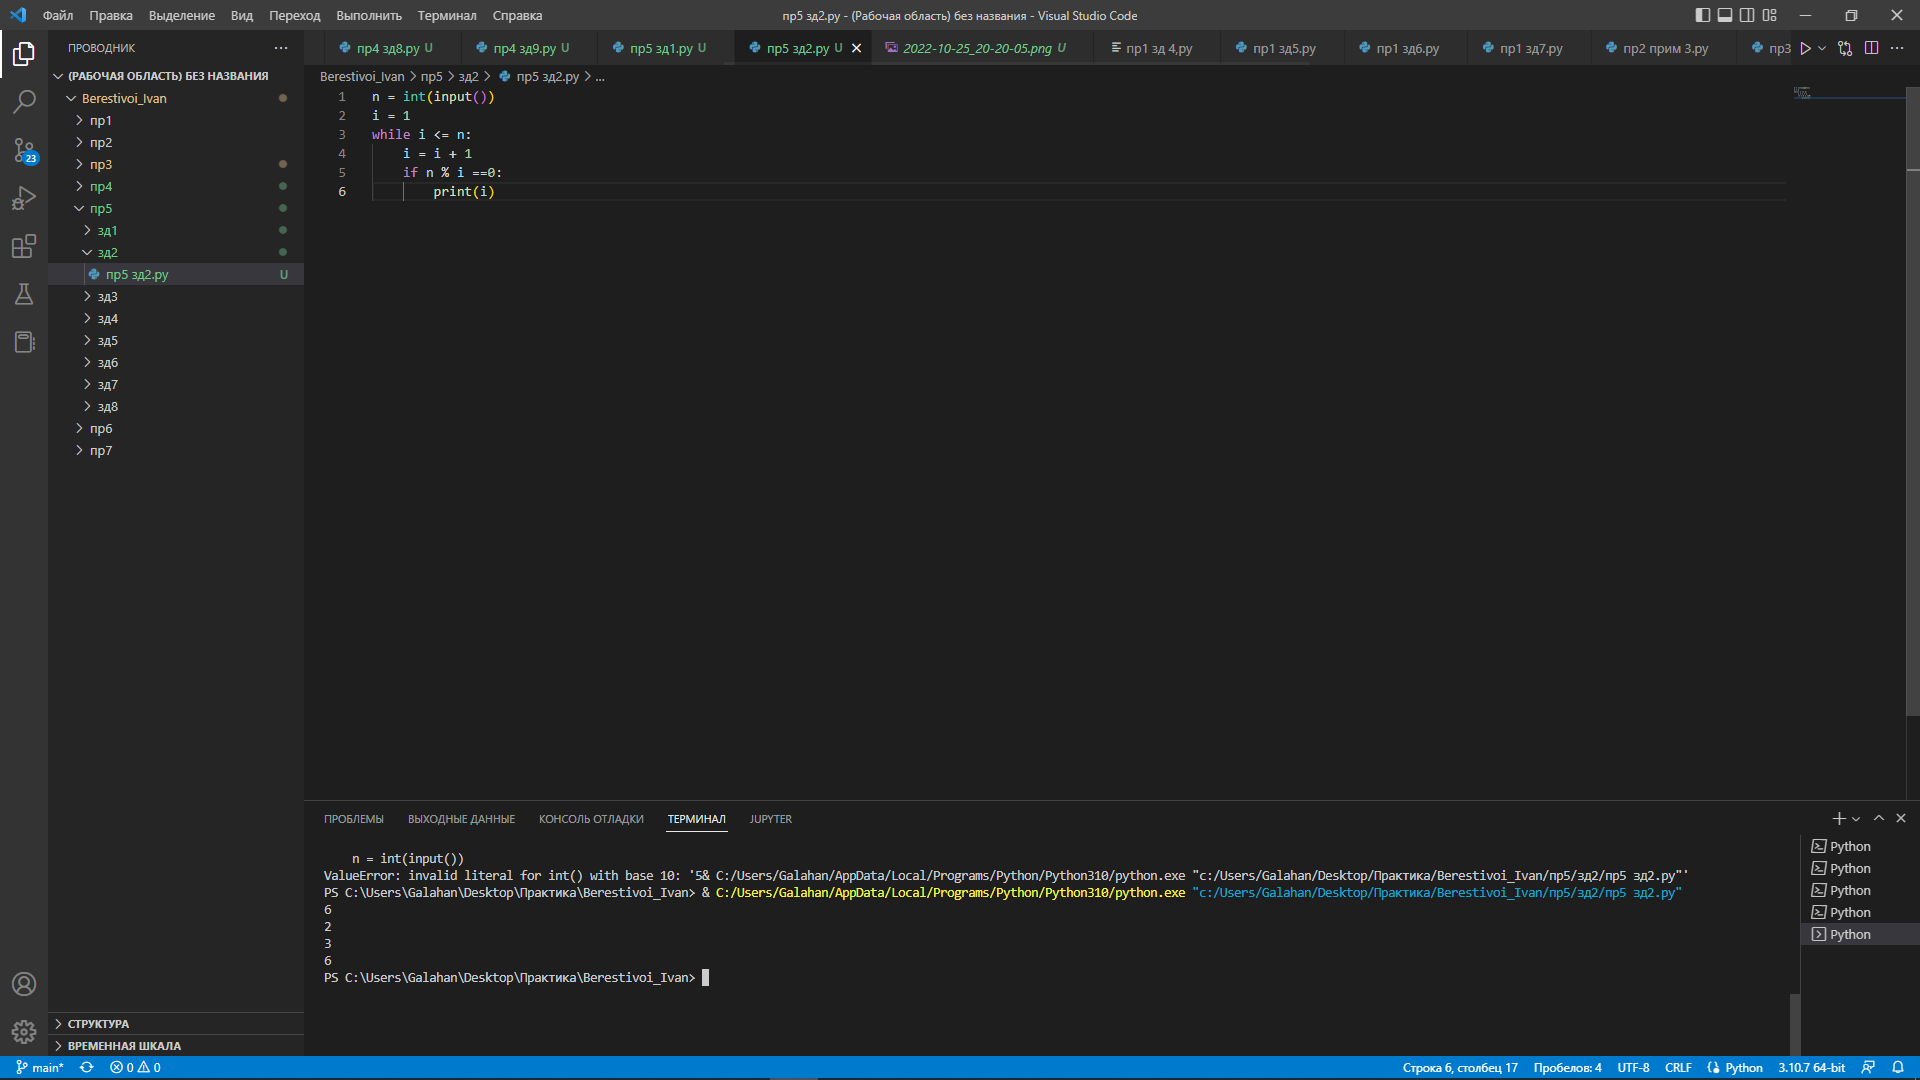 Файл Правка Выделение Вид Переход Выполнить Терминал Справка
пр5 зд2.py - (Рабочая область) без названия - Visual Studio Code
ПРОВОДНИК
пр4 зд8.py U
пр4 зд9.py U
пр5 зд1.py U
пр5 зд2.py U
2022-10-25_20-20-05.png U
пр1 зд 4,py
пр1 зд5.py
пр1 зд6.py
пр1 зд7.py
пр2 прим 3.py
пр3
(РАБОЧАЯ ОБЛАСТЬ) БЕЗ НАЗВАНИЯ
Berestivoi_Ivan
пр1
пр2
пр3
пр4
пр5
зд1
зд2
пр5 зд2.py U
зд3
зд4
зд5
зд6
зд7
зд8
пр6
пр7
23
СТРУКТУРА
ВРЕМЕННАЯ ШКАЛА
Berestivoi_Ivan > пр5 > зд2 > пр5 зд2.py > ...
1 n = int(input())
2 i = 1
3 while i <= n:
4 i = i + 1
5 if n % i ==0:
6 print(i)
ПРОБЛЕМЫ ВЫХОДНЫЕ ДАННЫЕ КОНСОЛЬ ОТЛАДКИ ТЕРМИНАЛ JUPYTER
n = int(input())
ValueError: invalid literal for int() with base 10: '5& C:/Users/Galahan/AppData/Local/Programs/Python/Python310/python.exe "c:/Users/Galahan/Desktop/Практика/Berestivoi_Ivan/пр5/зд2/пр5 зд2.py"'
PS C:\Users\Galahan\Desktop\Практика\Berestivoi_Ivan> & C:/Users/Galahan/AppData/Local/Programs/Python/Python310/python.exe "c:/Users/Galahan/Desktop/Практика/Berestivoi_Ivan/пр5/зд2/пр5 зд2.py"
6
2
3
6
PS C:\Users\Galahan\Desktop\Практика\Berestivoi_Ivan>
Python
Python
Python
Python
Python
main* 0 0
Строка 6, столбец 17 Пробелов: 4 UTF-8 CRLF Python 3.10.7 64-bit